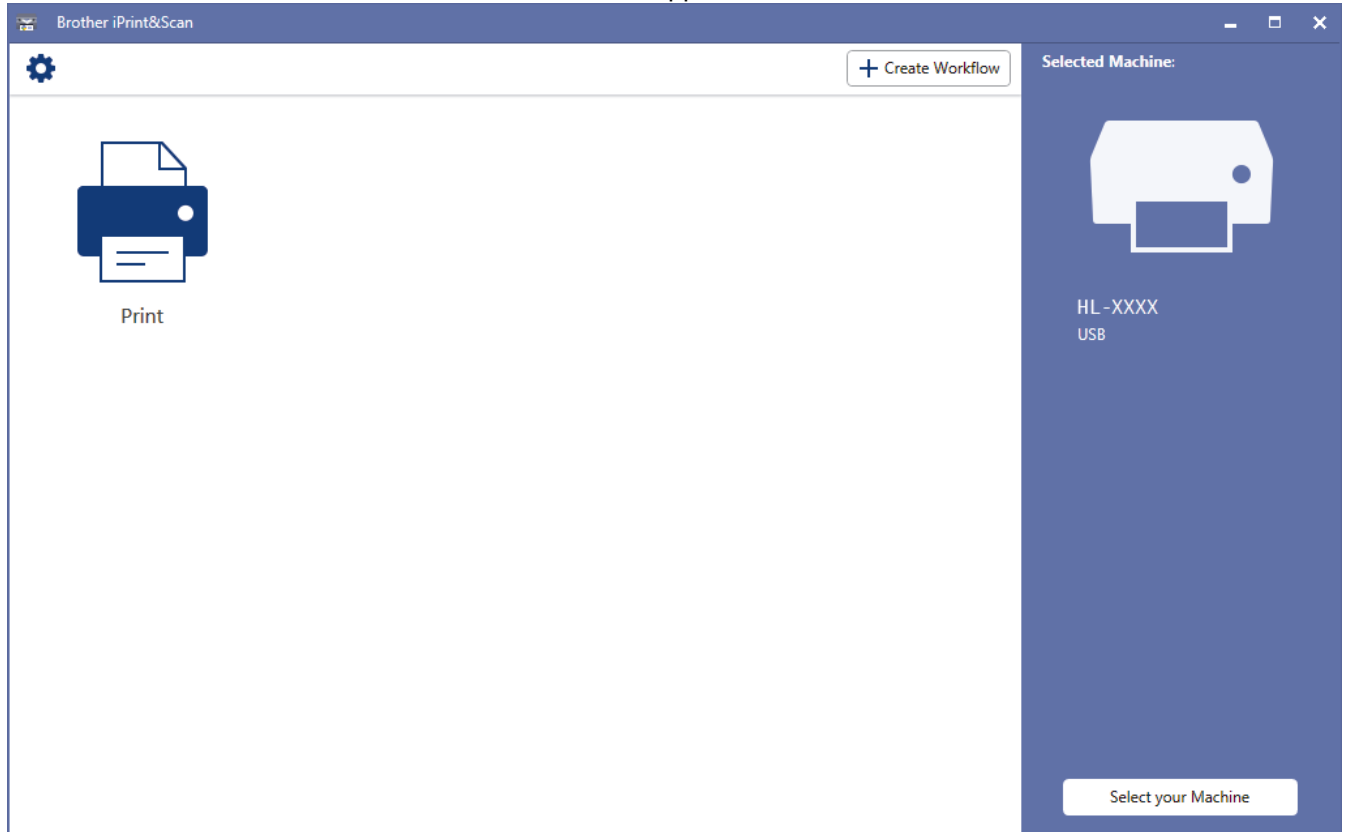 Brother iPrint&Scan
Create Workflow
Selected Machine:
Print
HL-XXXX
USB
Select your Machine